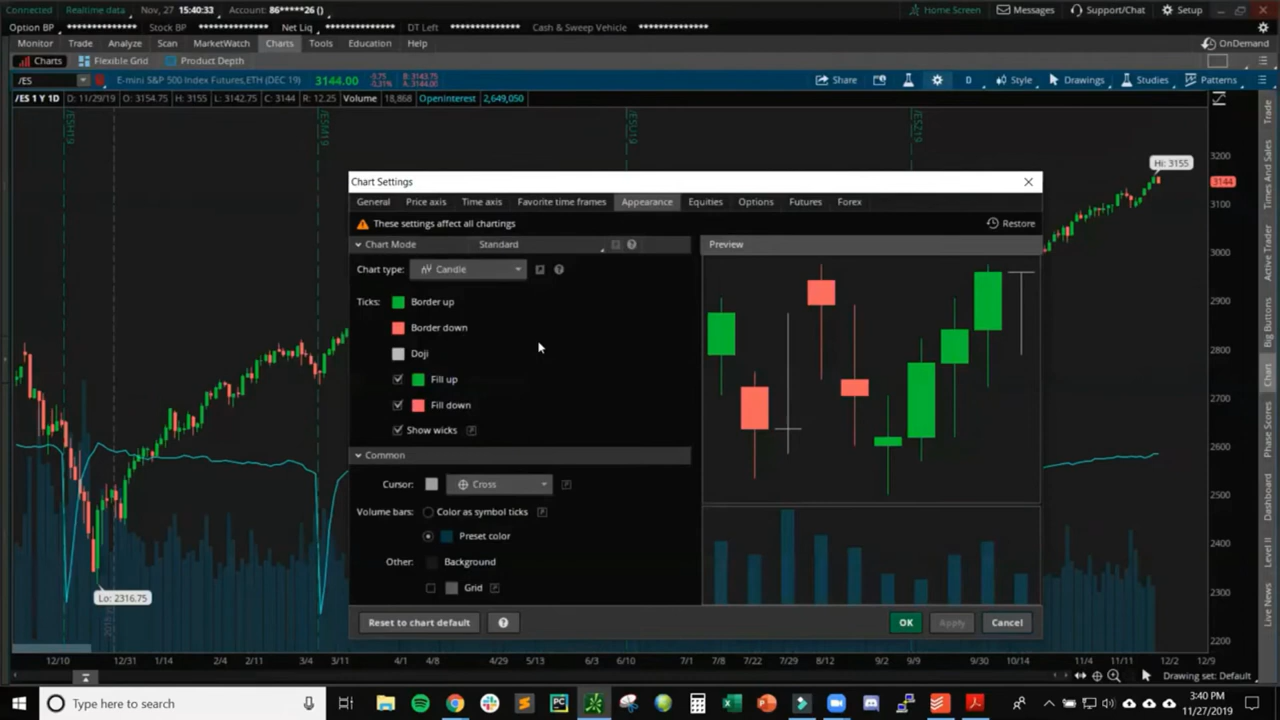 Connected Realtime data Nov, 27 15:40:33 Account: 86******26 () Home Screen Messages Support/Chat Setup
Option BP ************** Stock BP ************** Net Liq ************** DT Left ************** Cash & Sweep Vehicle **************
Monitor Trade Analyze Scan MarketWatch Charts Tools Education Help
Charts Flexible Grid Product Depth OnDemand
/ES E-mini S&P 500 Index Futures,ETH (DEC 19) 3144.00 -9.75 -0.31% B: 3143.75 A: 3144.00 Share D Style Drawings Studies Patterns
/ES 1 Y 1D D: 11/29/19 O: 3154.75 H: 3155 L: 3142.75 C: 3144 R: 12.25 Volume 18,868 OpenInterest 2,649,050
/ESH19 /ESM19 /ESU19 /ESZ19
Hi: 3155
3144
Lo: 2316.75
Chart Settings
General Price axis Time axis Favorite time frames Appearance Equities Options Futures Forex
These settings affect all chartings Restore
Chart Mode Standard
Preview
Chart type: Candle
Ticks: Border up
Border down
Doji
Fill up
Fill down
Show wicks
Common
Cursor: Cross
Volume bars: Color as symbol ticks
Preset color
Other: Background
Grid
Reset to chart default OK Apply Cancel
3200
3100
3000
2900
2800
2700
2600
2500
2400
2300
2200
Trade
Times And Sales
Active Trader
Big Buttons
Chart
Phase Scores
Dashboard
Level II
Live News
12/10 12/31 1/14 2/4 2/11 3/4 3/11 4/1 4/8 4/29 5/13 6/3 6/10 7/1 7/8 7/22 7/29 8/12 9/2 9/9 9/30 10/14 11/4 11/11 12/2 12/9
Drawing set: Default
Type here to search
3:40 PM
11/27/2019